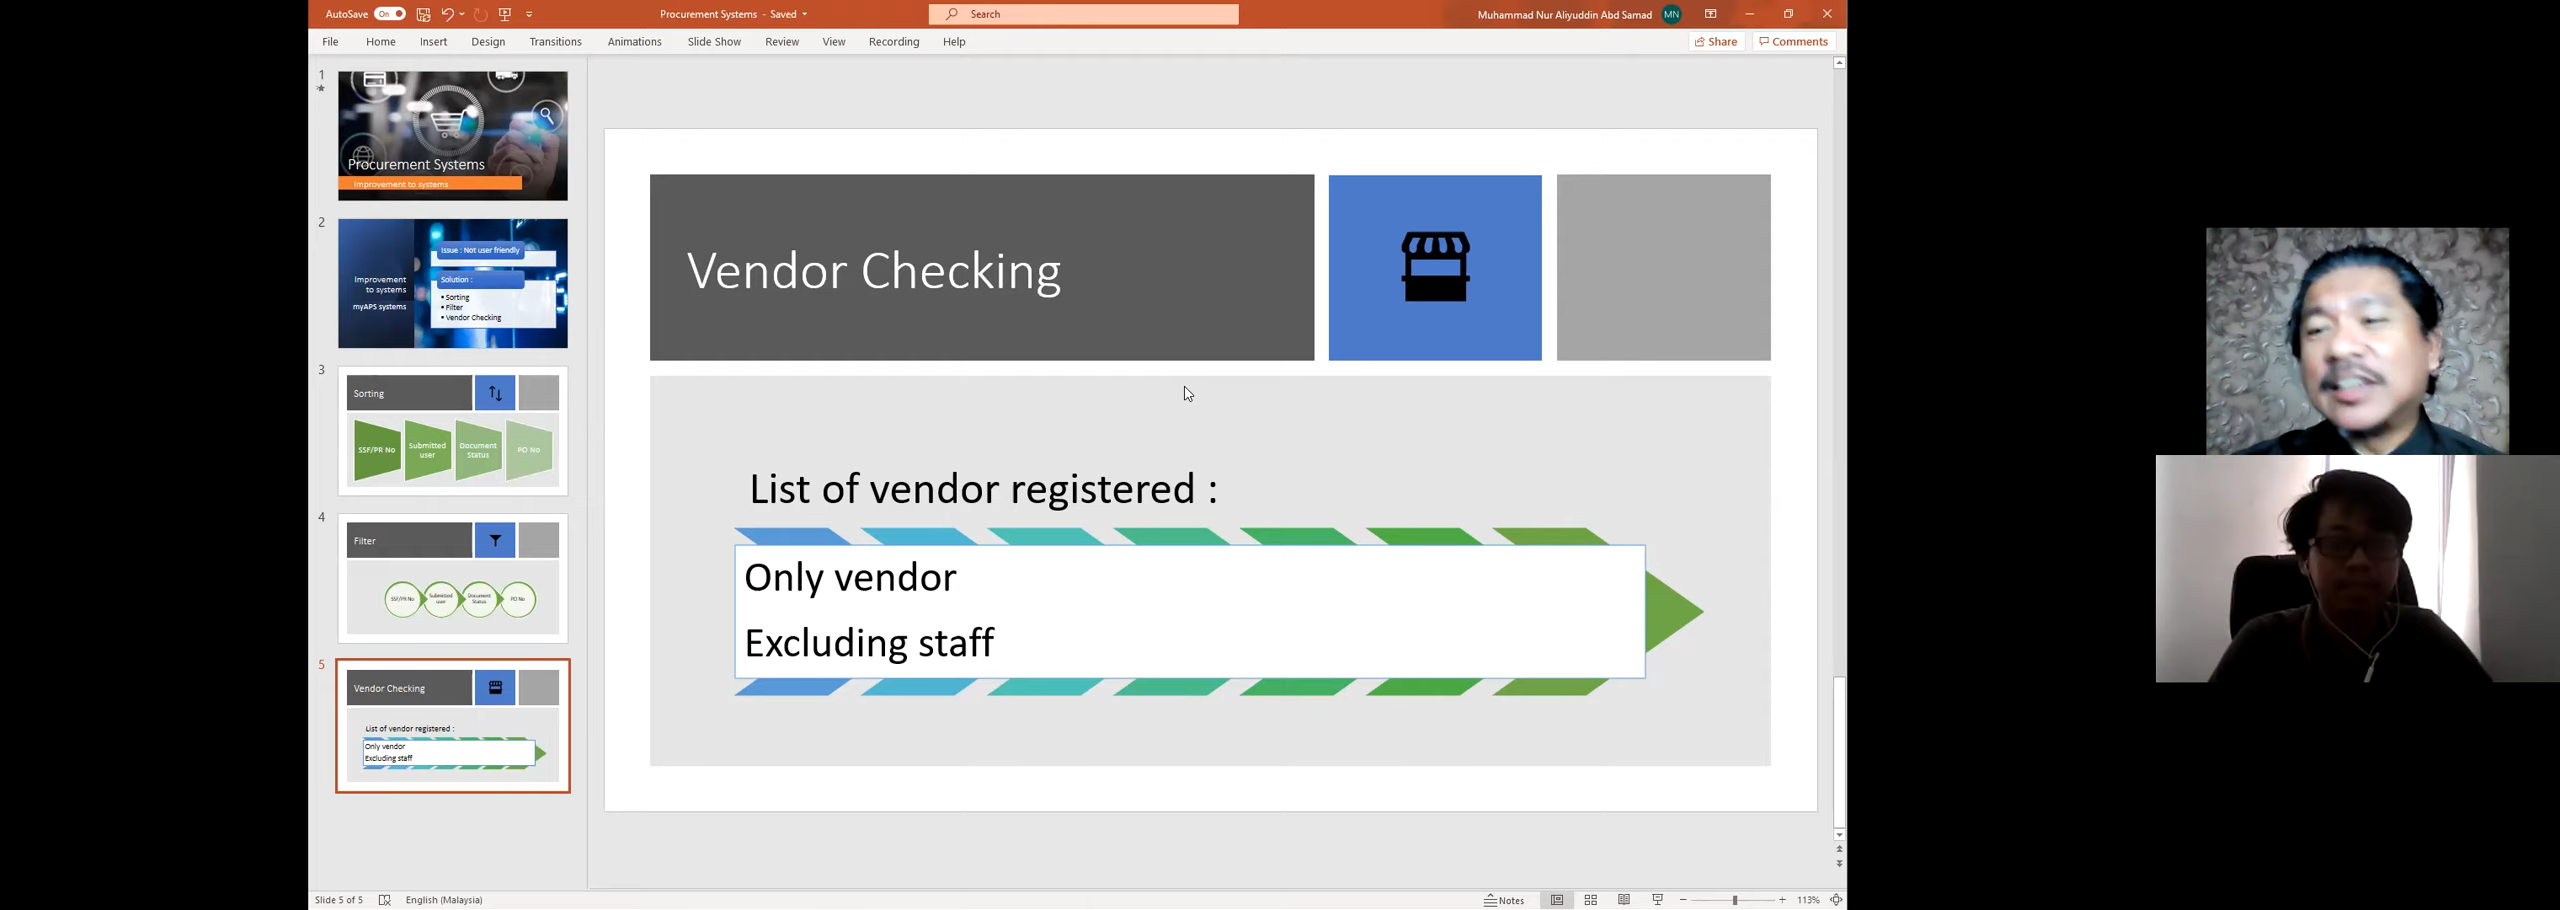 AutoSave On
Procurement Systems - Saved
Search
Muhammad Nur Aliyuddin Abd Samad MN
File Home Insert Design Transitions Animations Slide Show Review View Recording Help
Share Comments
1
Procurement Systems
Improvement to systems
2
Improvement
to systems
myAPS systems
Issue : Not user friendly
Solution :
• Sorting
• Filter
• Vendor Checking
3
Sorting
SSF/PR No
Submitted
user
Document
Status
PO No
4
Filter
SSF/PR No
Submitted
user
Document
Status
PO No
5
Vendor Checking
List of vendor registered :
Only vendor
Excluding staff
Vendor Checking
List of vendor registered :
Only vendor
Excluding staff
Slide 5 of 5 English (Malaysia)
Notes
113%